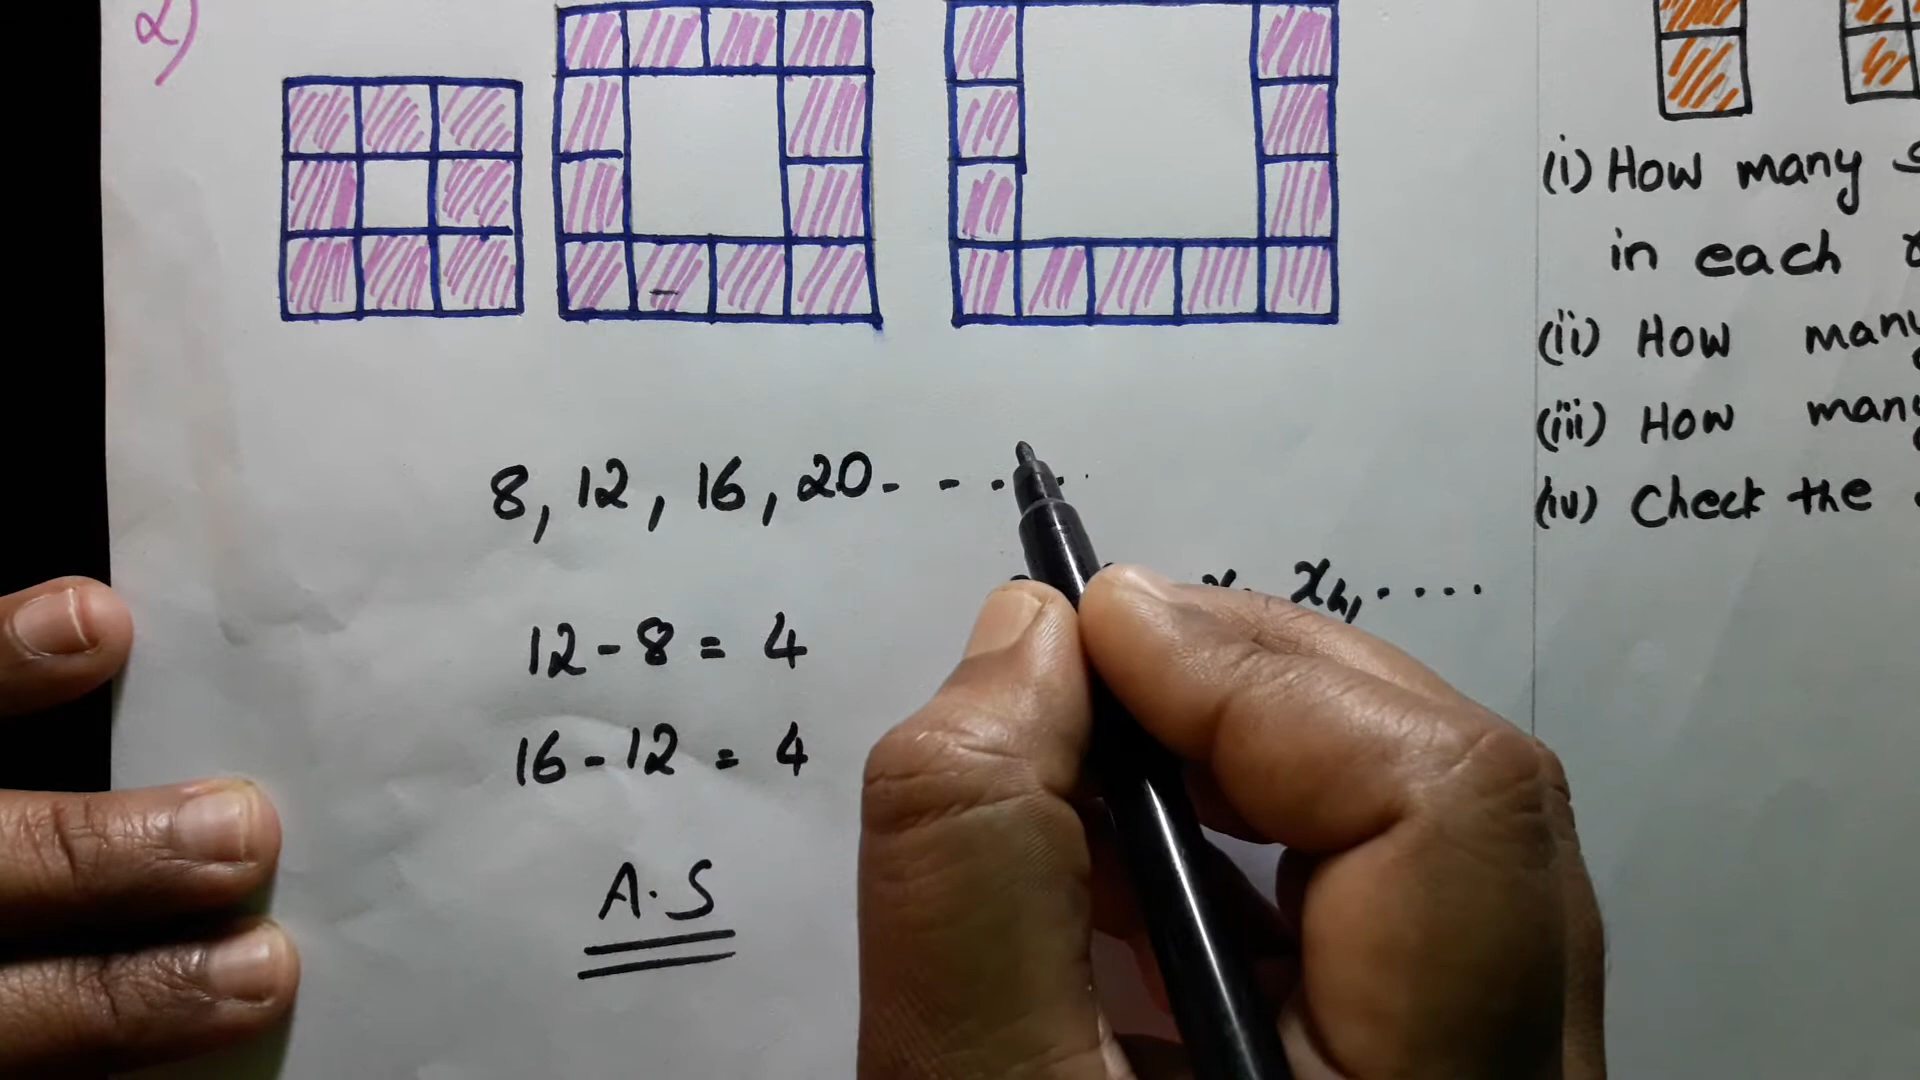 2)
8, 12, 16, 20 - - - . .
xₙ, ....
12 - 8 = 4
16 - 12 = 4
A.S
(i) How many
in each
(ii) How many
(iii) How many
(iv) Check the